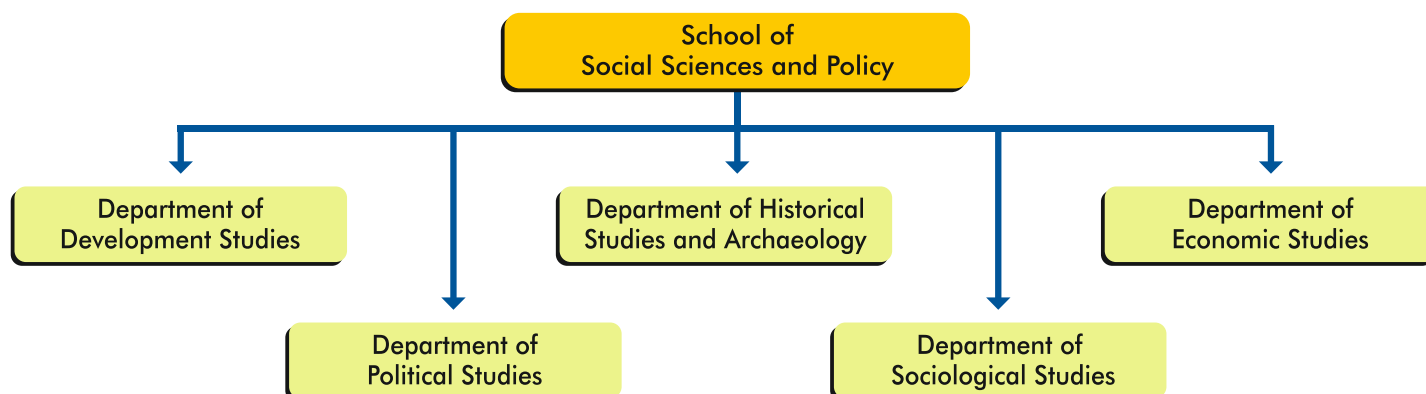 School of
Social Sciences and Policy
Department of
Development Studies
Department of Historical
Studies and Archaeology
Department of
Economic Studies
Department of
Political Studies
Department of
Sociological Studies